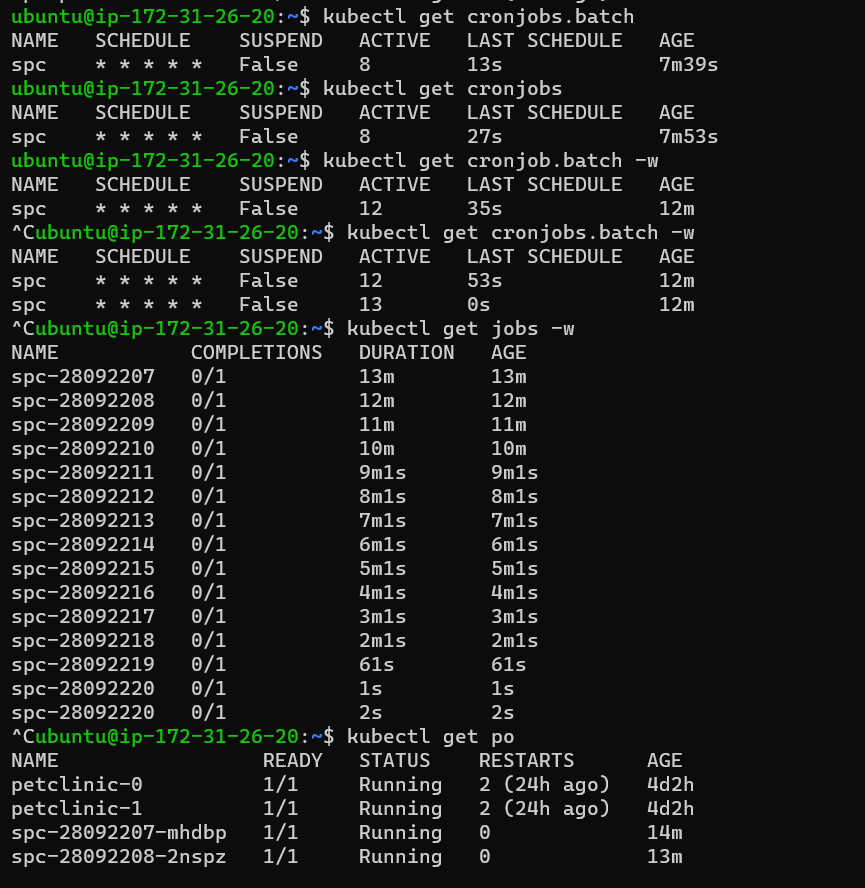 ubuntu@ip-172-31-26-20:~$ kubectl get cronjobs.batch
NAME   SCHEDULE    SUSPEND   ACTIVE   LAST SCHEDULE   AGE
spc    * * * * *   False     8        13s             7m39s
ubuntu@ip-172-31-26-20:~$ kubectl get cronjobs
NAME   SCHEDULE    SUSPEND   ACTIVE   LAST SCHEDULE   AGE
spc    * * * * *   False     8        27s             7m53s
ubuntu@ip-172-31-26-20:~$ kubectl get cronjob.batch -w
NAME   SCHEDULE    SUSPEND   ACTIVE   LAST SCHEDULE   AGE
spc    * * * * *   False     12       35s             12m
^Cubuntu@ip-172-31-26-20:~$ kubectl get cronjobs.batch -w
NAME   SCHEDULE    SUSPEND   ACTIVE   LAST SCHEDULE   AGE
spc    * * * * *   False     12       53s             12m
spc    * * * * *   False     13       0s              12m
^Cubuntu@ip-172-31-26-20:~$ kubectl get jobs -w
NAME           COMPLETIONS   DURATION   AGE
spc-28092207   0/1           13m        13m
spc-28092208   0/1           12m        12m
spc-28092209   0/1           11m        11m
spc-28092210   0/1           10m        10m
spc-28092211   0/1           9m1s       9m1s
spc-28092212   0/1           8m1s       8m1s
spc-28092213   0/1           7m1s       7m1s
spc-28092214   0/1           6m1s       6m1s
spc-28092215   0/1           5m1s       5m1s
spc-28092216   0/1           4m1s       4m1s
spc-28092217   0/1           3m1s       3m1s
spc-28092218   0/1           2m1s       2m1s
spc-28092219   0/1           61s        61s
spc-28092220   0/1           1s         1s
spc-28092220   0/1           2s         2s
^Cubuntu@ip-172-31-26-20:~$ kubectl get po
NAME                 READY   STATUS    RESTARTS      AGE
petclinic-0          1/1     Running   2 (24h ago)   4d2h
petclinic-1          1/1     Running   2 (24h ago)   4d2h
spc-28092207-mhdbp   1/1     Running   0             14m
spc-28092208-2nspz   1/1     Running   0             13m